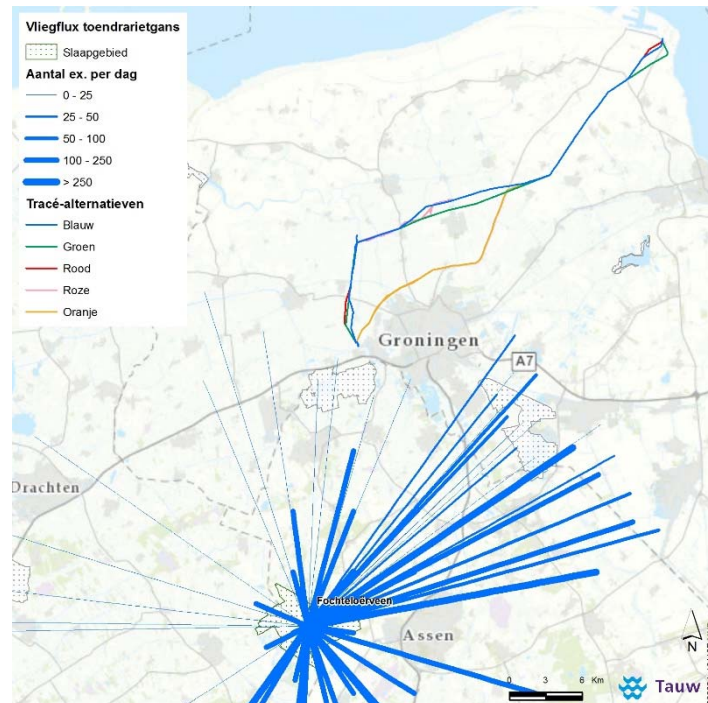 Vliegflux toendrarietgans
Slaapgebied
Aantal ex. per dag
0 - 25
25 - 50
50 - 100
100 - 250
> 250
Tracé-alternatieven
Blauw
Groen
Rood
Roze
Oranje
Groningen
A7
Drachten
Fochteloerveen
Assen
N
0 3 6 Km
Tauw